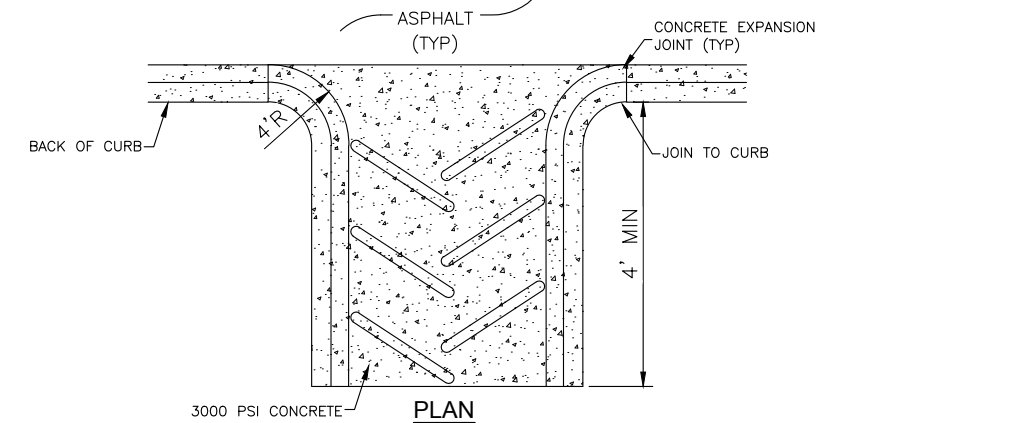 ASPHALT
(TYP)
CONCRETE EXPANSION
JOINT (TYP)
4'R
BACK OF CURB
JOIN TO CURB
4' MIN
3000 PSI CONCRETE
PLAN